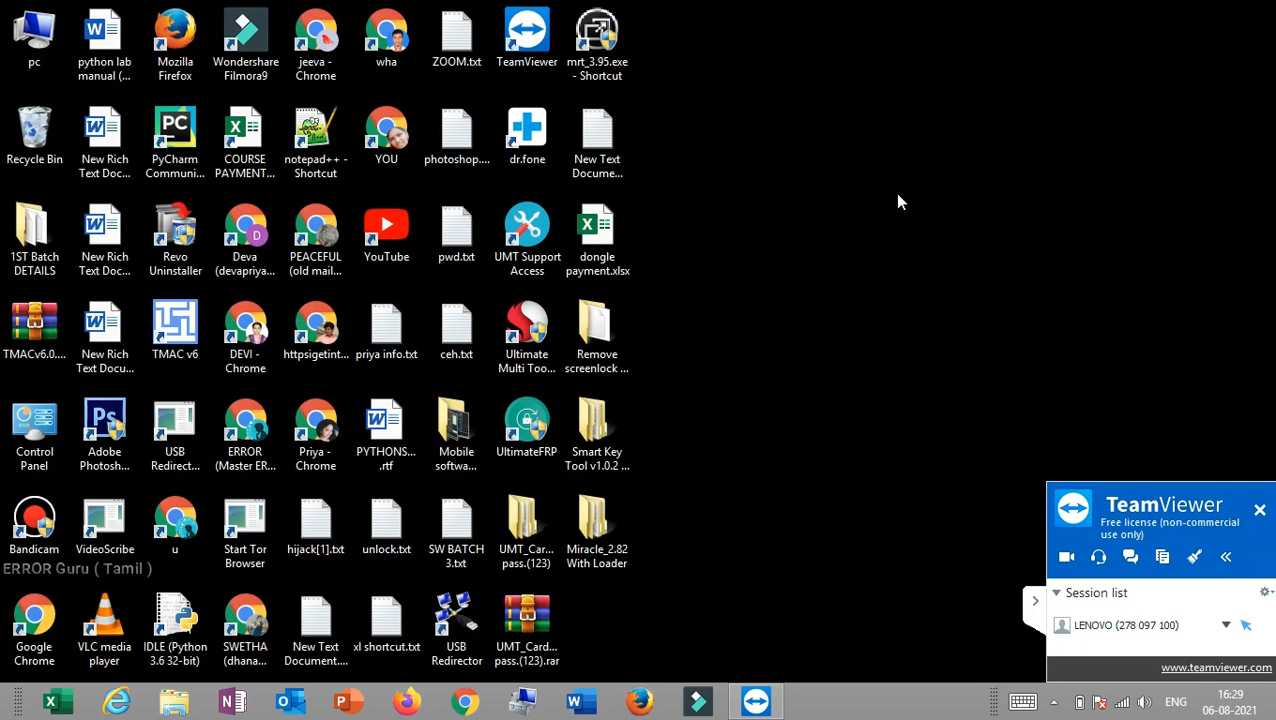 pc
python lab
manual (...
Mozilla
Firefox
Wondershare
Filmora9
jeeva -
Chrome
wha
ZOOM.txt
TeamViewer
mrt_3.95.exe
- Shortcut
Recycle Bin
New Rich
Text Doc...
PC
PyCharm
Communi...
COURSE
PAYMENT...
notepad++ -
Shortcut
YOU
photoshop....
dr.fone
New Text
Docume...
1ST Batch
DETAILS
New Rich
Text Doc...
Revo
Uninstaller
D
Deva
(devapriya...
PEACEFUL
(old mail...
YouTube
pwd.txt
UMT Support
Access
dongle
payment.xlsx
TMACv6.0....
New Rich
Text Docu...
TMAC v6
DEVI -
Chrome
httpsigetint...
priya info.txt
ceh.txt
Ultimate
Multi Too...
Remove
screenlock ...
Control
Panel
Ps
Adobe
Photosh...
USB
Redirect...
ERROR
(Master ER...
Priya -
Chrome
PYTHONS...
.rtf
Mobile
softwa...
UltimateFRP
Smart Key
Tool v1.0.2 ...
Bandicam
VideoScribe
u
Start Tor
Browser
hijack[1].txt
unlock.txt
SW BATCH
3.txt
UMT_Car...
pass.(123)
Miracle_2.82
With Loader
ERROR Guru ( Tamil )
Google
Chrome
VLC media
player
IDLE (Python
3.6 32-bit)
SWETHA
(dhana...
New Text
Document....
xl shortcut.txt
USB
Redirector
UMT_Card...
pass.(123).rar
TeamViewer
Free license (non-commercial
use only)
Session list
LENOVO (278 097 100)
www.teamviewer.com
ENG
16:29
06-08-2021